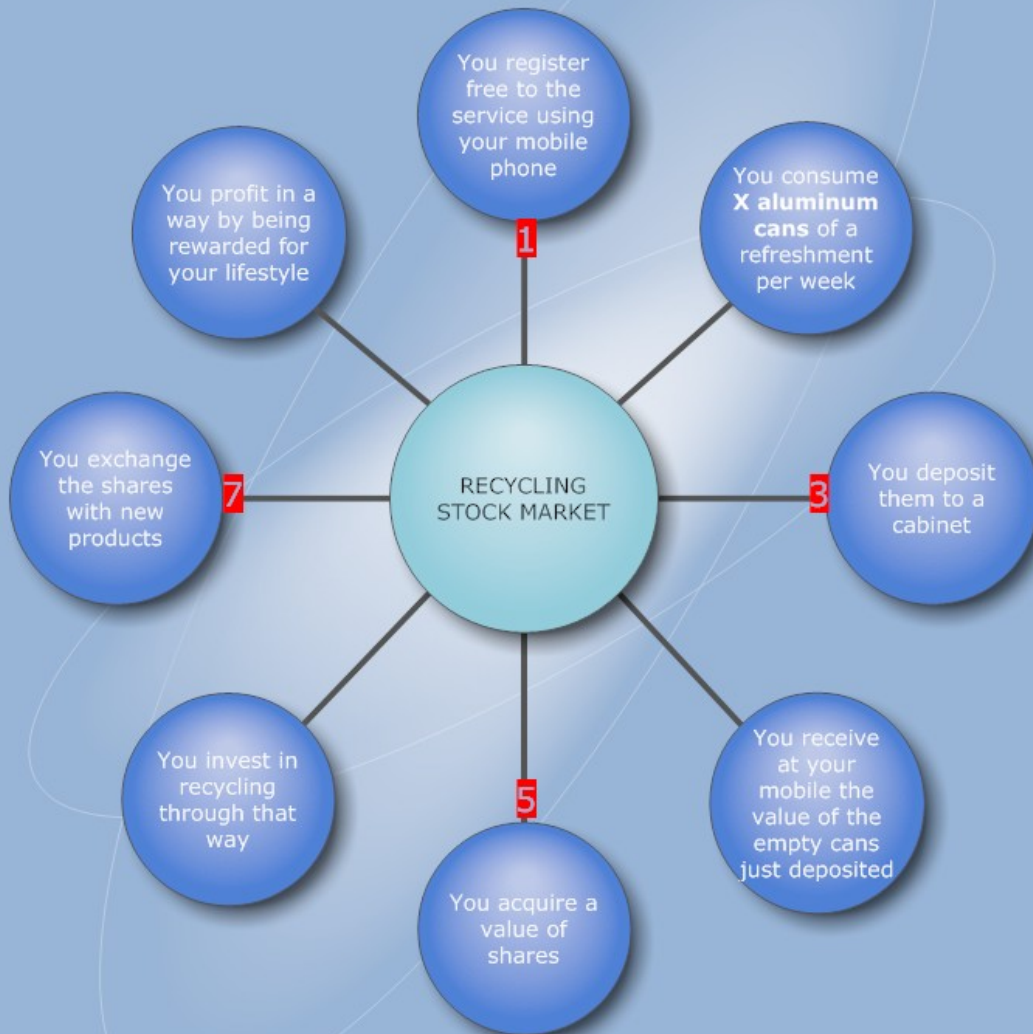 You register
free to the
service using
your mobile
phone
1
You consume
X aluminum
cans of a
refreshment
per week
You deposit
them to a
cabinet
3
You receive
at your
mobile the
value of the
empty cans
just deposited
5
You acquire a
value of
shares
You invest in
recycling
through that
way
You exchange
the shares
with new
products
7
You profit in a
way by being
rewarded for
your lifestyle
RECYCLING
STOCK MARKET